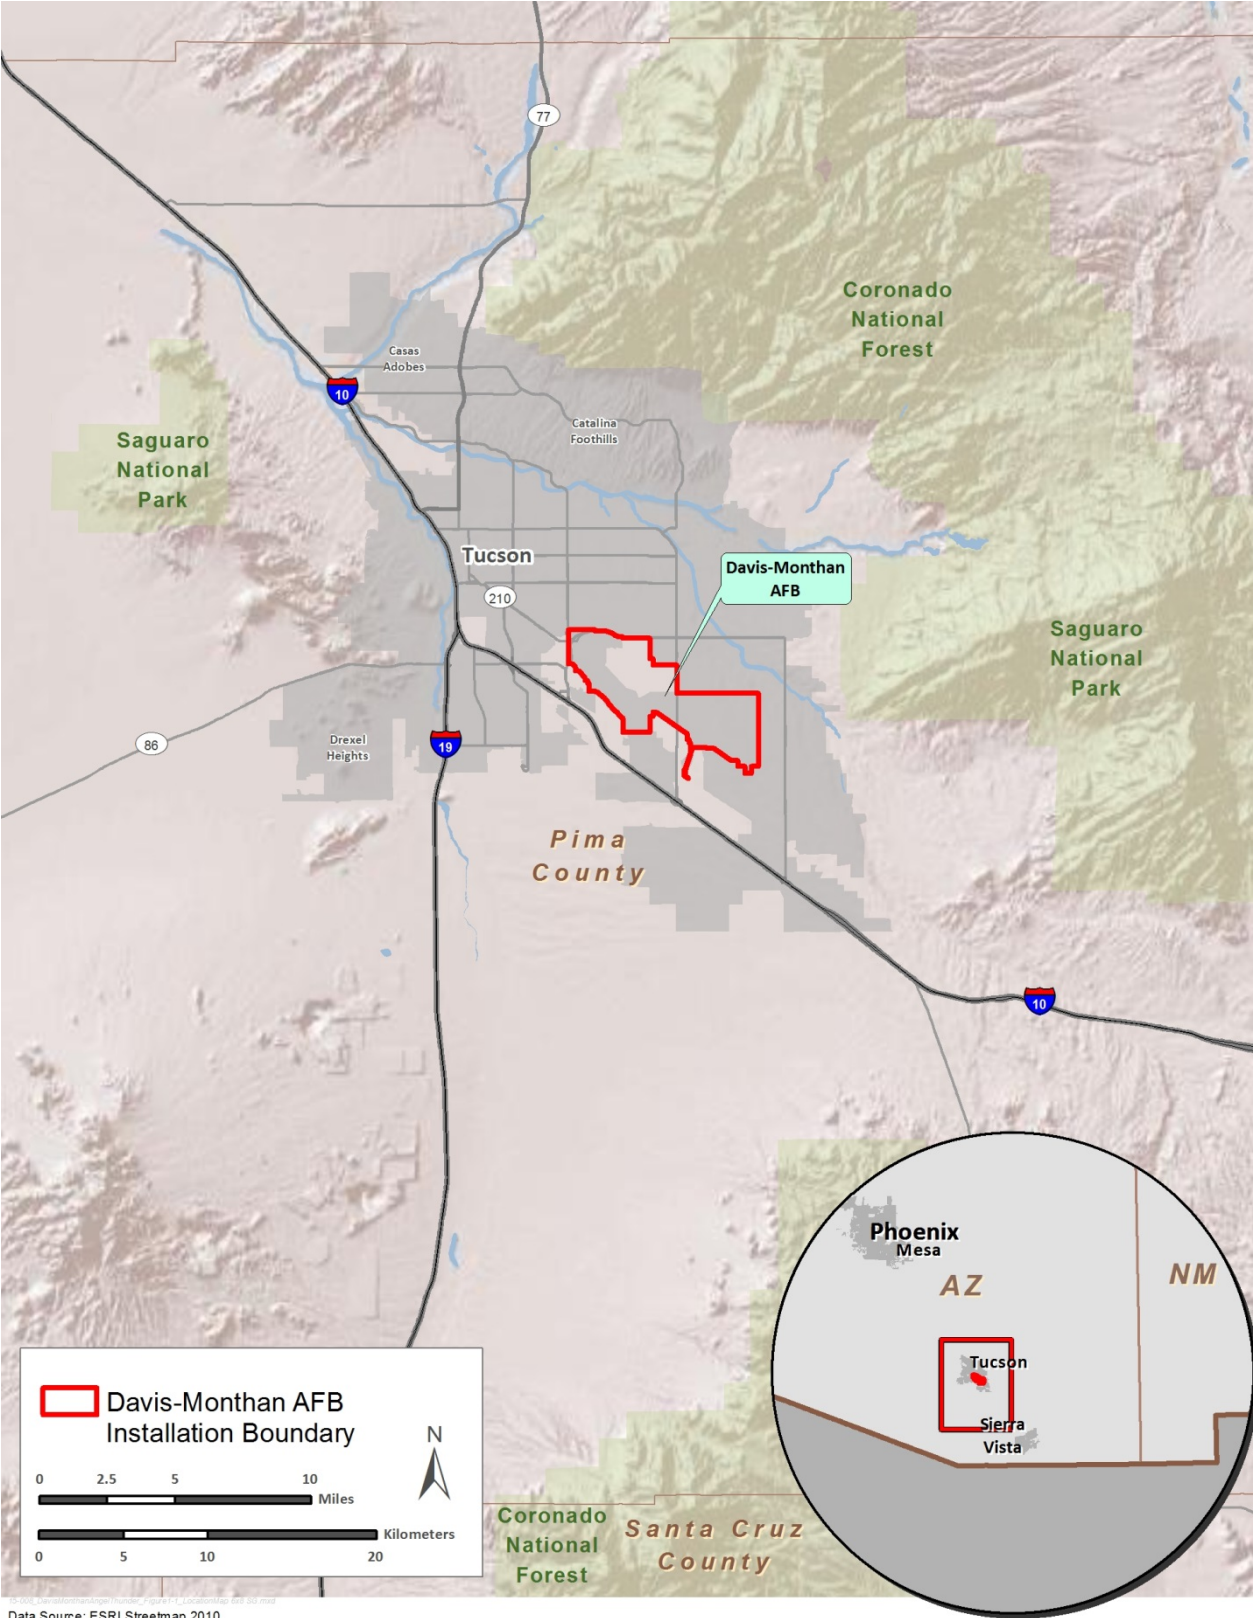 77
Coronado
National
Forest
Casas
Adobes
10
Catalina
Foothills
Saguaro
National
Park
Tucson
Davis-Monthan
AFB
210
Saguaro
National
Park
86
Drexel
Heights
19
Pima
County
10
Phoenix
Mesa
AZ
NM
Tucson
Sierra
Vista
Davis-Monthan AFB
Installation Boundary
N
0 2.5 5 10
Miles
Kilometers
0 5 10 20
Coronado
National
Forest
Santa Cruz
County
Data Source: ESRI Streetmap 2010